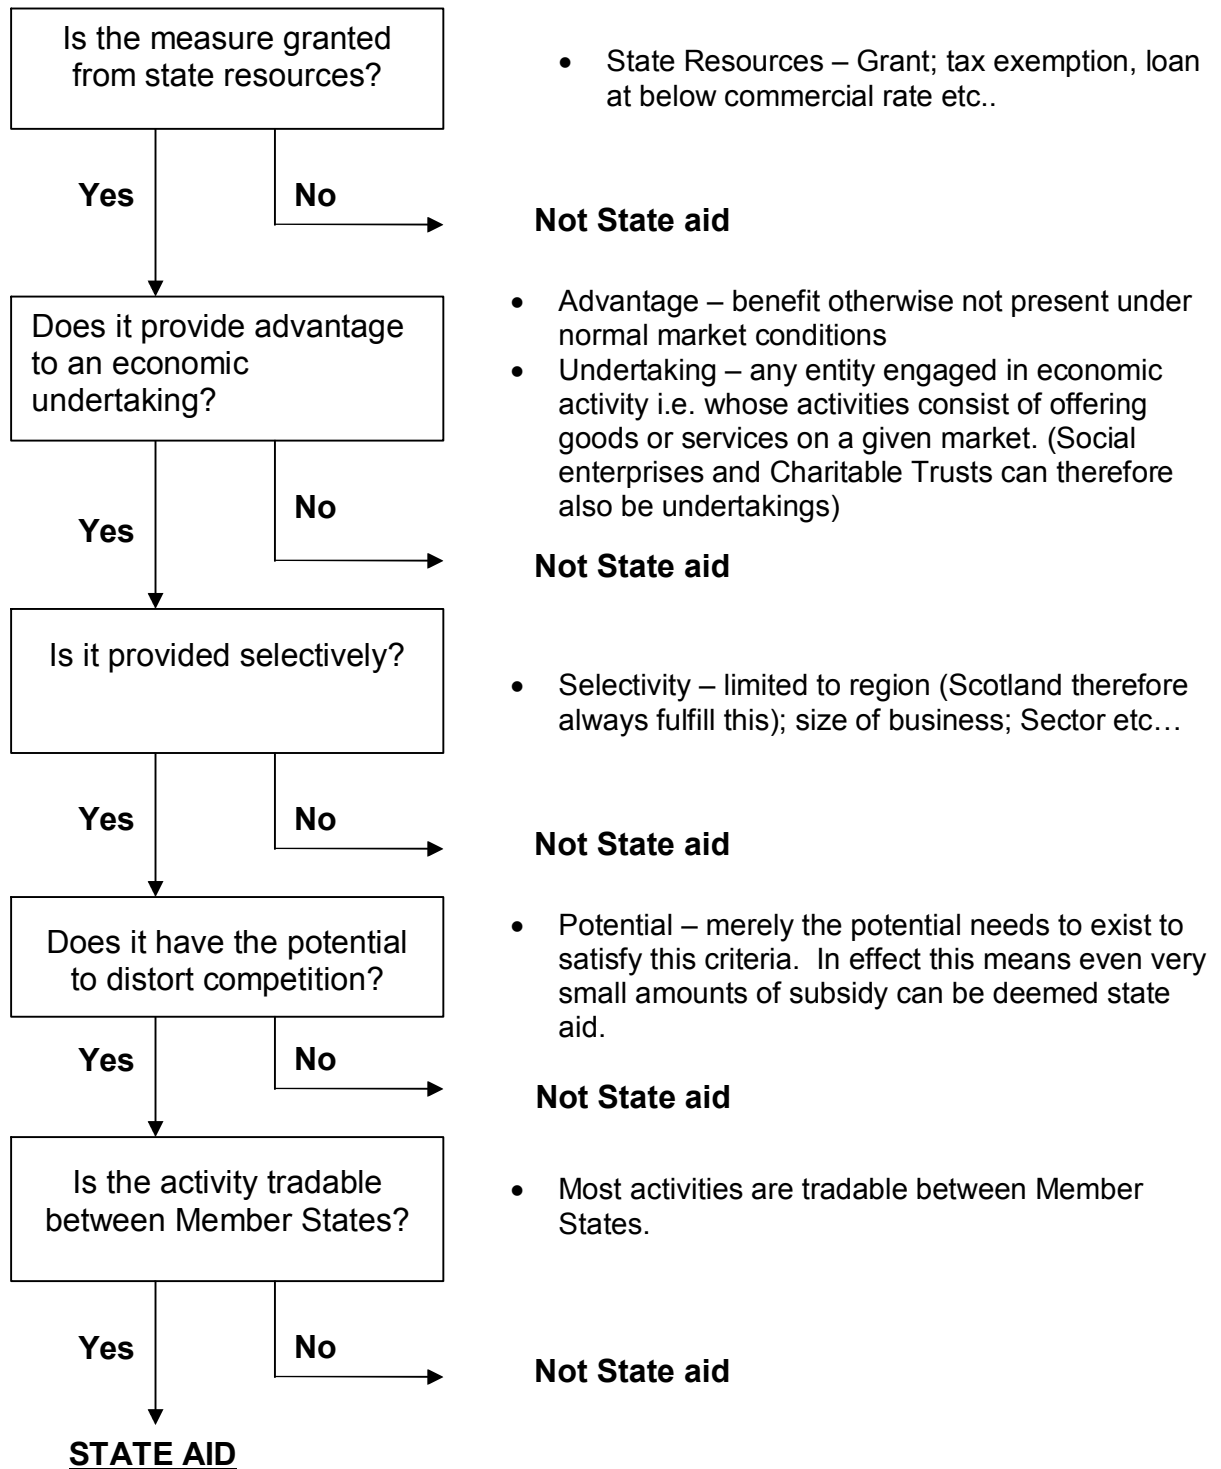 Is the measure granted
from state resources?
• State Resources – Grant; tax exemption, loan
at below commercial rate etc..
Yes
No
Not State aid
Does it provide advantage
to an economic
undertaking?
• Advantage – benefit otherwise not present under
normal market conditions
• Undertaking – any entity engaged in economic
activity i.e. whose activities consist of offering
goods or services on a given market. (Social
enterprises and Charitable Trusts can therefore
also be undertakings)
Yes
No
Not State aid
Is it provided selectively?
• Selectivity – limited to region (Scotland therefore
always fulfill this); size of business; Sector etc…
Yes
No
Not State aid
Does it have the potential
to distort competition?
• Potential – merely the potential needs to exist to
satisfy this criteria.  In effect this means even very
small amounts of subsidy can be deemed state
aid.
Yes
No
Not State aid
Is the activity tradable
between Member States?
• Most activities are tradable between Member
States.
Yes
No
Not State aid
STATE AID